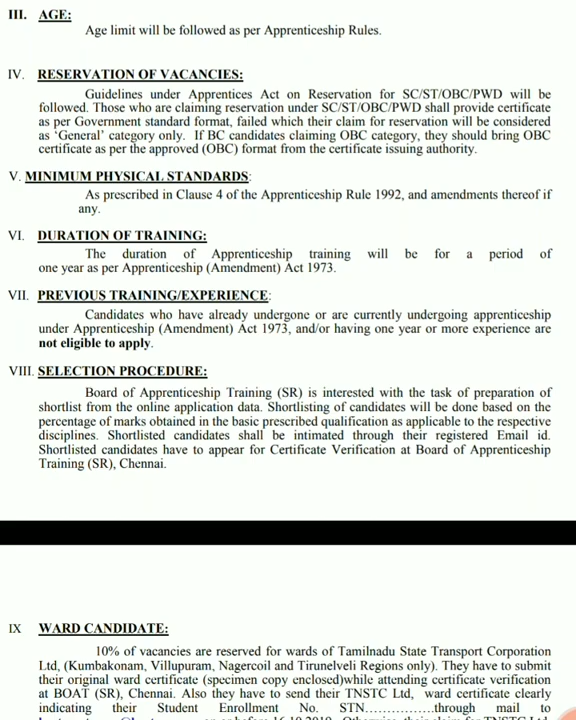 III. AGE:
Age limit will be followed as per Apprenticeship Rules.
IV. RESERVATION OF VACANCIES:
Guidelines under Apprentices Act on Reservation for SC/ST/OBC/PWD will be
followed. Those who are claiming reservation under SC/ST/OBC/PWD shall provide certificate
as per Government standard format, failed which their claim for reservation will be considered
as 'General' category only. If BC candidates claiming OBC category, they should bring OBC
certificate as per the approved (OBC) format from the certificate issuing authority.
V. MINIMUM PHYSICAL STANDARDS:
As prescribed in Clause 4 of the Apprenticeship Rule 1992, and amendments thereof if
any.
VI. DURATION OF TRAINING:
The duration of Apprenticeship training will be for a period of
one year as per Apprenticeship (Amendment) Act 1973.
VII. PREVIOUS TRAINING/EXPERIENCE:
Candidates who have already undergone or are currently undergoing apprenticeship
under Apprenticeship (Amendment) Act 1973, and/or having one year or more experience are
not eligible to apply.
VIII. SELECTION PROCEDURE:
Board of Apprenticeship Training (SR) is interested with the task of preparation of
shortlist from the online application data. Shortlisting of candidates will be done based on the
percentage of marks obtained in the basic prescribed qualification as applicable to the respective
disciplines. Shortlisted candidates shall be intimated through their registered Email id.
Shortlisted candidates have to appear for Certificate Verification at Board of Apprenticeship
Training (SR), Chennai.
IX WARD CANDIDATE:
10% of vacancies are reserved for wards of Tamilnadu State Transport Corporation
Ltd, (Kumbakonam, Villupuram, Nagercoil and Tirunelveli Regions only). They have to submit
their original ward certificate (specimen copy enclosed)while attending certificate verification
at BOAT (SR), Chennai. Also they have to send their TNSTC Ltd, ward certificate clearly
indicating their Student Enrollment No. STN................through mail to